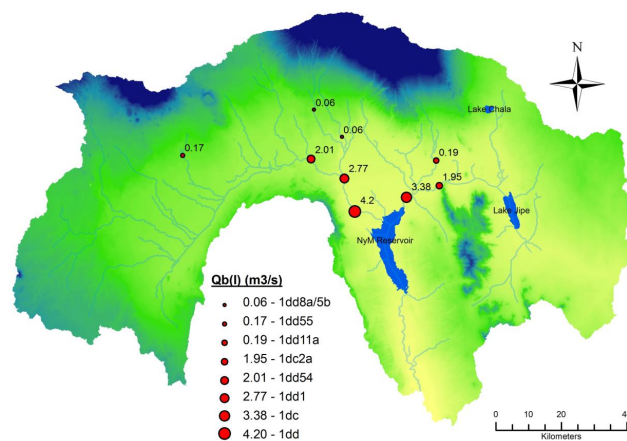 N
0.06
Lake Chala
0.06
0.17
2.01
0.19
2.77
1.95
3.38
4.2
Lake Jipe
NyM Reservoir
Qb(l) (m3/s)
0.06 - 1dd8a/5b
0.17 - 1dd55
0.19 - 1dd11a
1.95 - 1dc2a
2.01 - 1dd54
2.77 - 1dd1
3.38 - 1dc
4.20 - 1dd
0 10 20 4
Kilometers